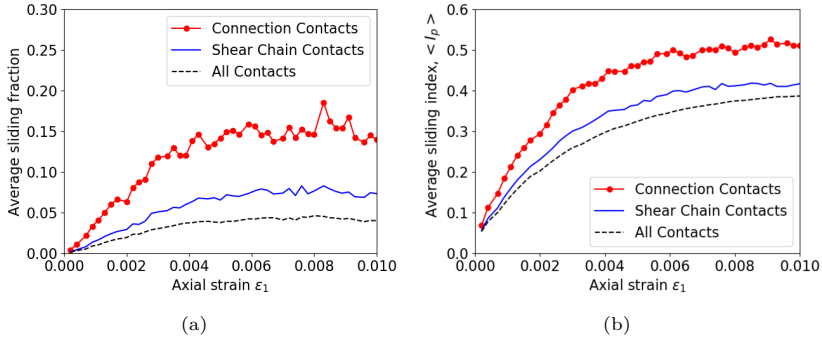 0.30
0.25
0.20
0.15
0.10
0.05
0.00
Average sliding fraction
Connection Contacts
Shear Chain Contacts
All Contacts
0.000 0.002 0.004 0.006 0.008 0.010
Axial strain ε₁
(a)
0.6
0.5
0.4
0.3
0.2
0.1
0.0
Average sliding index, < Iₚ >
Connection Contacts
Shear Chain Contacts
All Contacts
0.000 0.002 0.004 0.006 0.008 0.010
Axial strain ε₁
(b)